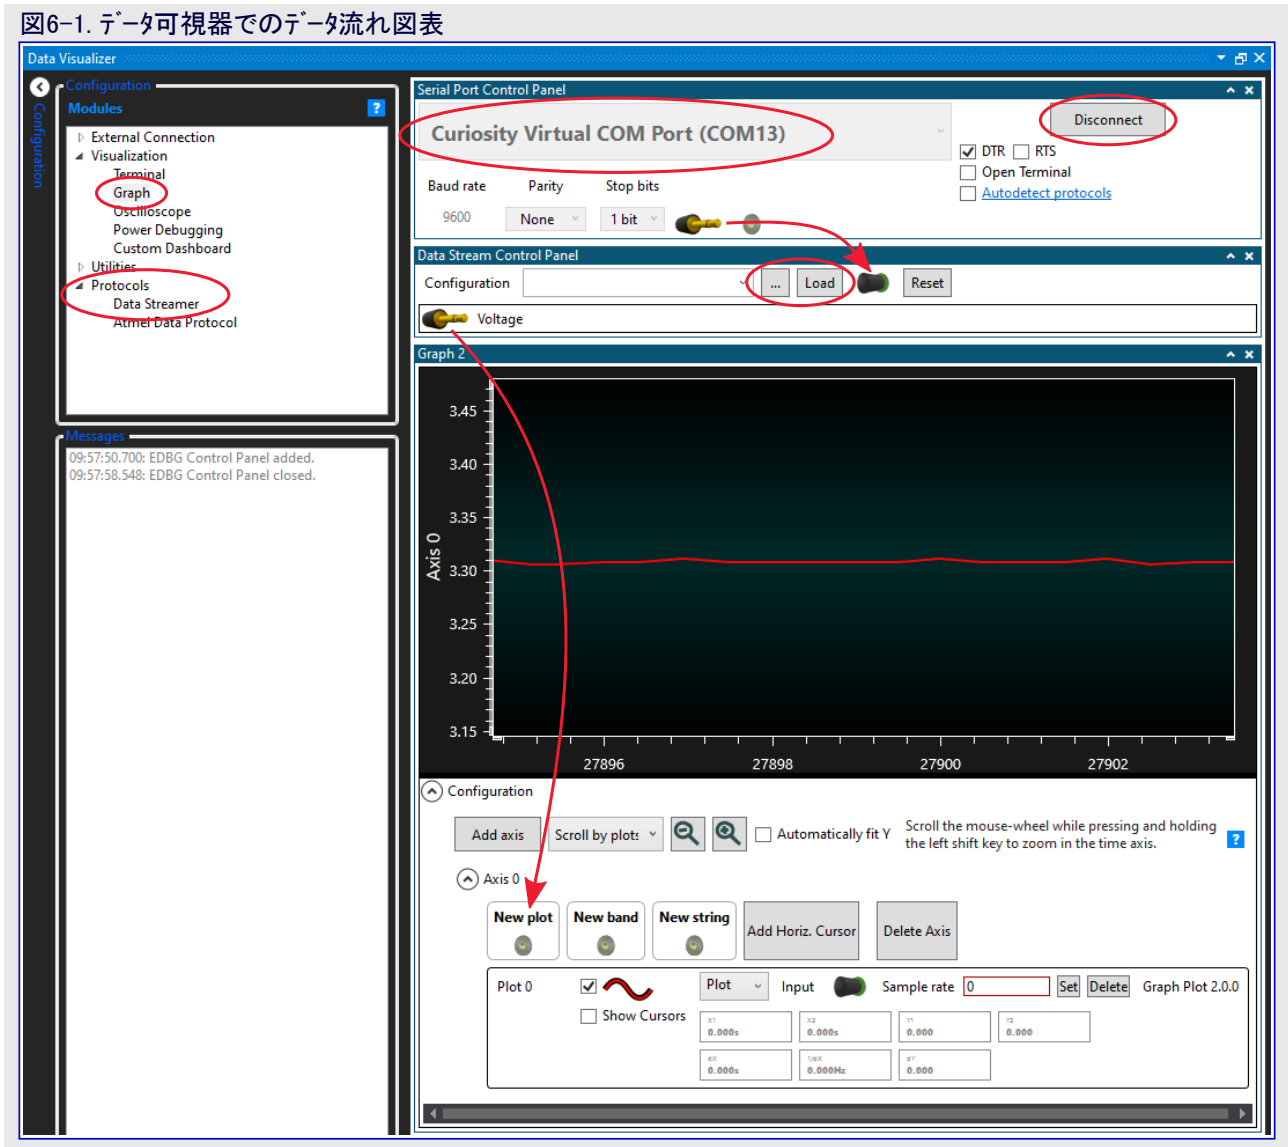 図6-1. ﾃﾞｰﾀ可視器でのﾃﾞｰﾀ流れ図表
Data Visualizer
Configuration
Configuration
Modules
?
External Connection
Visualization
Terminal
Graph
Oscilloscope
Power Debugging
Custom Dashboard
Utilities
Protocols
Data Streamer
Atmel Data Protocol
Messages
09:57:50.700: EDBG Control Panel added.
09:57:58.548: EDBG Control Panel closed.
Serial Port Control Panel
Curiosity Virtual COM Port (COM13)
Disconnect
DTR RTS
Open Terminal
Autodetect protocols
Baud rate Parity Stop bits
9600 None 1 bit
Data Stream Control Panel
Configuration ... Load Reset
Voltage
Graph 2
Axis 0
3.45
3.40
3.35
3.30
3.25
3.20
3.15
27896 27898 27900 27902
Configuration
Add axis Scroll by plots Automatically fit Y
Scroll the mouse-wheel while pressing and holding
the left shift key to zoom in the time axis.
?
Axis 0
New plot New band New string Add Horiz. Cursor Delete Axis
Plot 0 Plot Input Sample rate 0 Set Delete Graph Plot 2.0.0
Show Cursors
X1 X2 Y1 Y2
0.000s 0.000s 0.000 0.000
dX 1/dX dY
0.000s 0.000Hz 0.000